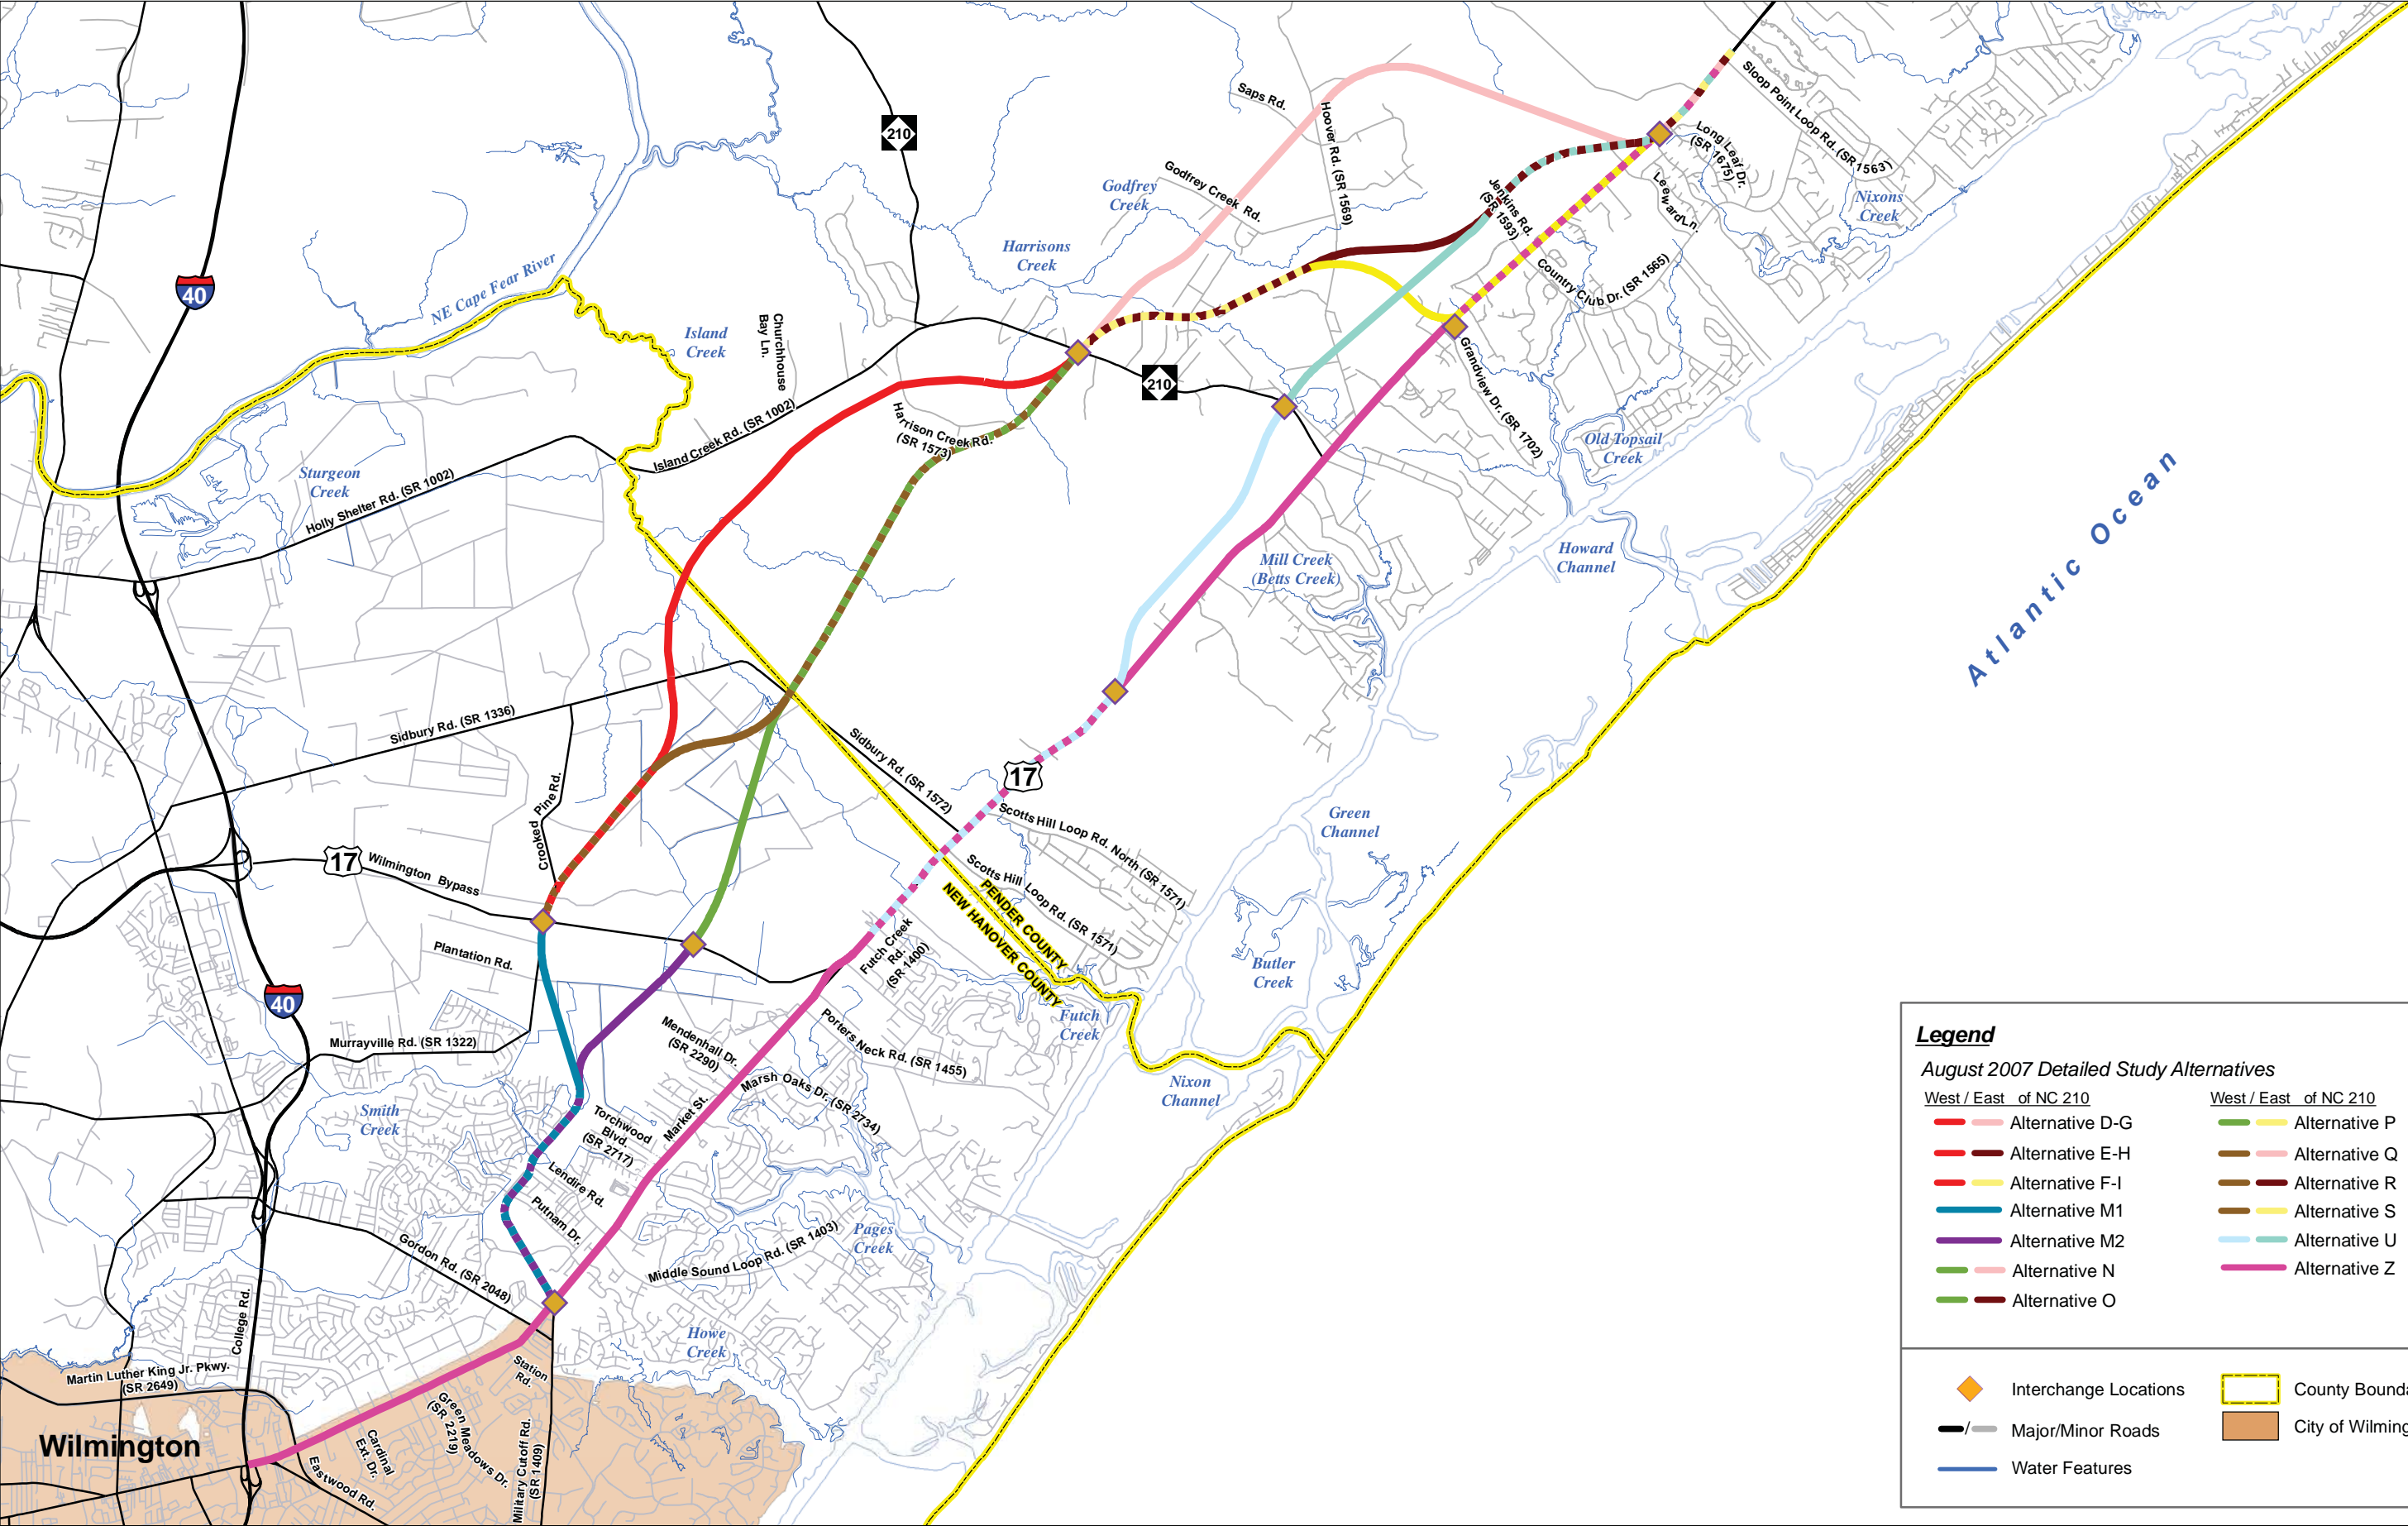 Sloop Point Loop Rd. (SR 1563)
Saps Rd.
Hoover Rd. (SR 1569)
210
Long Leaf Dr.
(SR 1675)
Leeward Ln.
Godfrey
Creek
Godfrey Creek Rd.
Jenkins Rd.
(SR 1593)
Nixons
Creek
Harrisons
Creek
Country Club Dr. (SR 1565)
40
NE Cape Fear River
Island
Creek
Churchhouse
Bay Ln.
210
Grandview Dr. (SR 1702)
Harrison Creek Rd.
(SR 1573)
Island Creek Rd. (SR 1002)
Old Topsail
Creek
Sturgeon
Creek
Holly Shelter Rd. (SR 1002)
Atlantic Ocean
Howard
Channel
Mill Creek
(Betts Creek)
Sidbury Rd. (SR 1336)
Sidbury Rd. (SR 1572)
17
Crooked Pine Rd.
Scotts Hill Loop Rd. North (SR 1571)
Green
Channel
17
Wilmington Bypass
Scotts Hill Loop Rd. (SR 1571)
PENDER COUNTY
NEW HANOVER COUNTY
Futch Creek
Rd.
(SR 1400)
Plantation Rd.
Butler
Creek
40
Futch
Creek
Murrayville Rd. (SR 1322)
Mendenhall Dr.
(SR 2290)
Porters Neck Rd. (SR 1455)
Marsh Oaks Dr. (SR 2734)
Nixon
Channel
Smith
Creek
Torchwood
Blvd.
(SR 2717)
Market St.
Lendire Rd.
Putnam Dr.
Pages
Creek
Gordon Rd. (SR 2048)
Middle Sound Loop Rd. (SR 1403)
College Rd.
Howe
Creek
Martin Luther King Jr. Pkwy.
(SR 2649)
Station
Rd.
Green Meadows Dr.
(SR 2219)
Cardinal
Ext. Dr.
Wilmington
Eastwood Rd.
Military Cutoff Rd.
(SR 1409)
Legend
August 2007 Detailed Study Alternatives
West / East of NC 210
Alternative D-G
Alternative E-H
Alternative F-I
Alternative M1
Alternative M2
Alternative N
Alternative O
West / East of NC 210
Alternative P
Alternative Q
Alternative R
Alternative S
Alternative U
Alternative Z
Interchange Locations
Major/Minor Roads
Water Features
County Bounda
City of Wilming